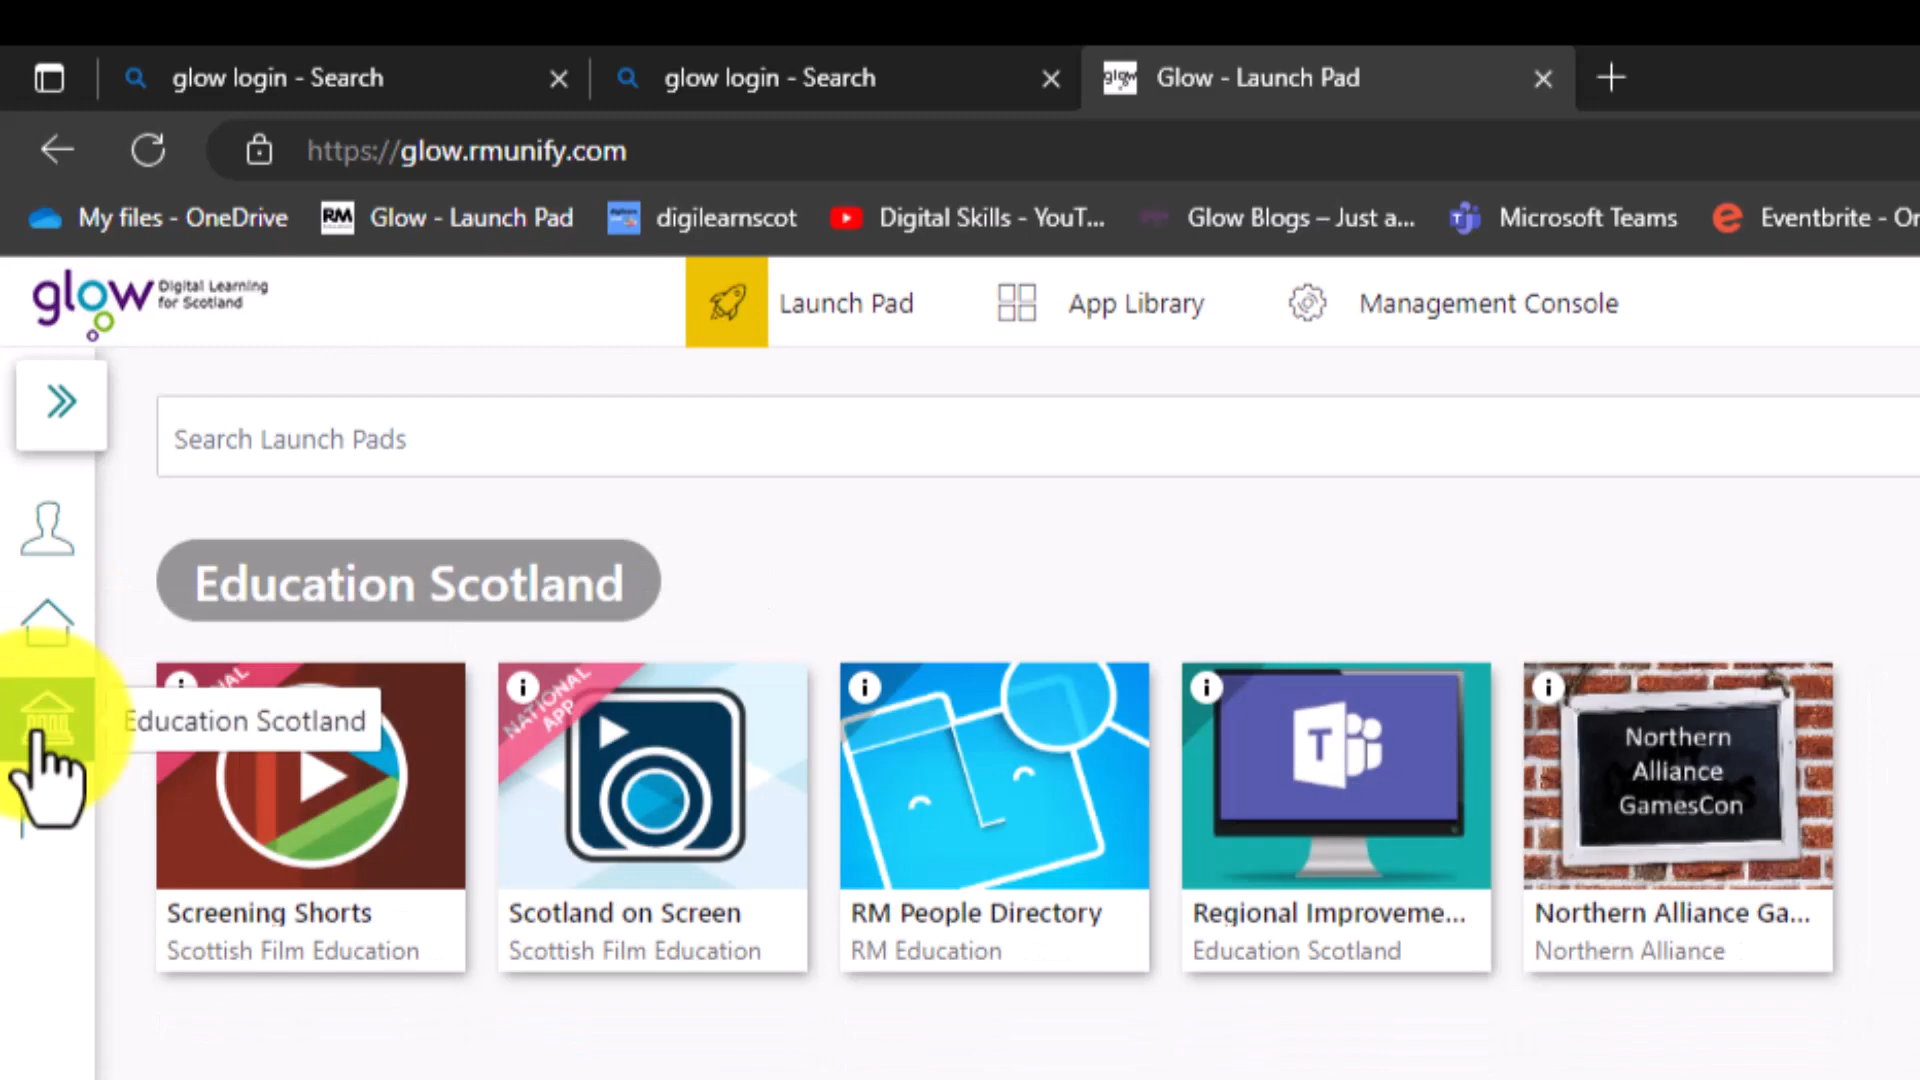 glow login - Search
glow login - Search
glow
Glow - Launch Pad
https://glow.rmunify.com
My files - OneDrive
RM
Glow - Launch Pad
digilearnscot
Digital Skills - YouT...
Glow Blogs – Just a...
Microsoft Teams
Eventbrite - Or
glow
Digital Learning
for Scotland
Launch Pad
App Library
Management Console
Search Launch Pads
Education Scotland
Education Scotland
NATIONAL
APP
T
Northern
Alliance
GamesCon
Screening Shorts
Scottish Film Education
Scotland on Screen
Scottish Film Education
RM People Directory
RM Education
Regional Improveme...
Education Scotland
Northern Alliance Ga...
Northern Alliance